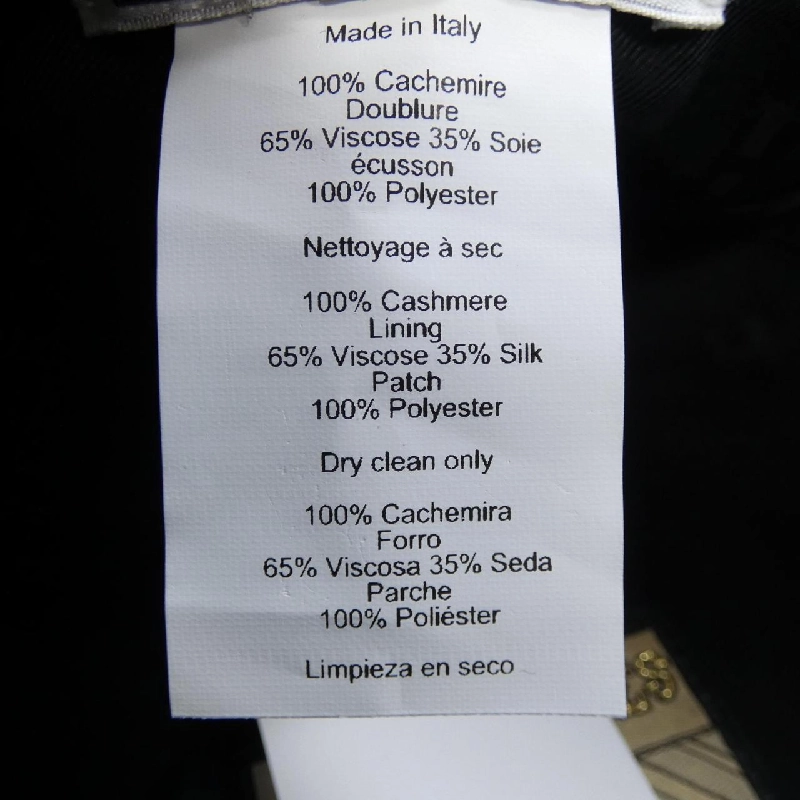 Made in Italy
100% Cachemire
Doublure
65% Viscose 35% Soie
écusson
100% Polyester
Nettoyage à sec
100% Cashmere
Lining
65% Viscose 35% Silk
Patch
100% Polyester
Dry clean only
100% Cachemira
Forro
65% Viscosa 35% Seda
Parche
100% Poliéster
Limpieza en seco